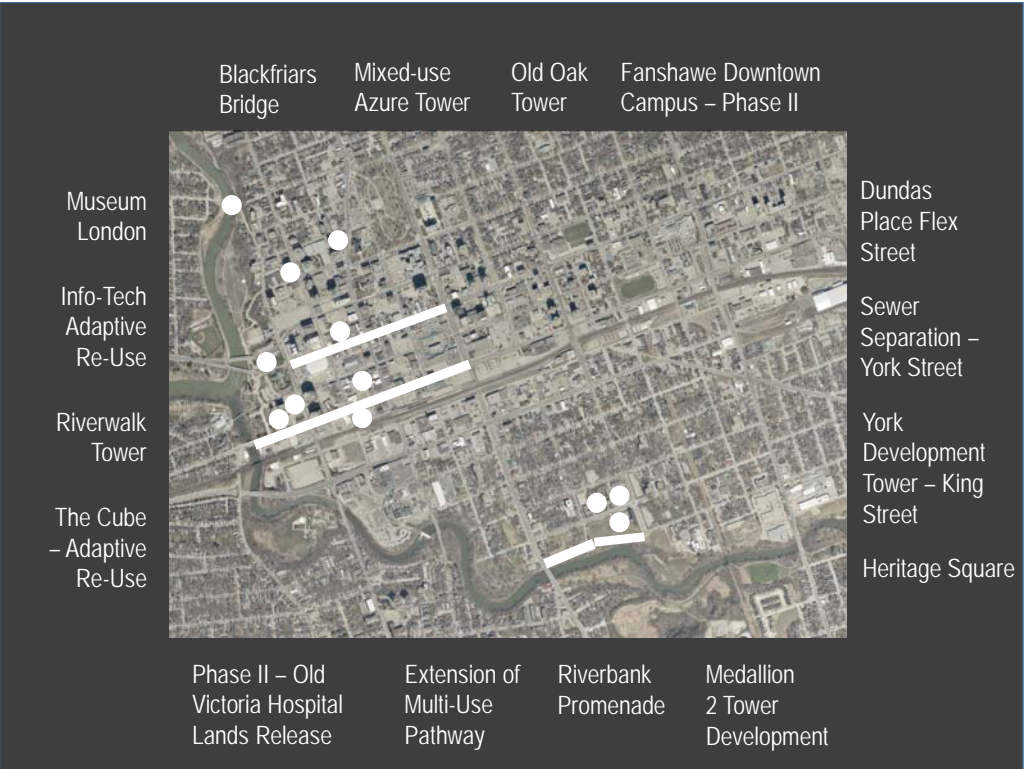 Blackfriars
Bridge
Mixed-use
Azure Tower
Old Oak
Tower
Fanshawe Downtown
Campus – Phase II
Museum
London
Info-Tech
Adaptive
Re-Use
Riverwalk
Tower
The Cube
– Adaptive
Re-Use
Dundas
Place Flex
Street
Sewer
Separation –
York Street
York
Development
Tower – King
Street
Heritage Square
Phase II – Old
Victoria Hospital
Lands Release
Extension of
Multi-Use
Pathway
Riverbank
Promenade
Medallion
2 Tower
Development